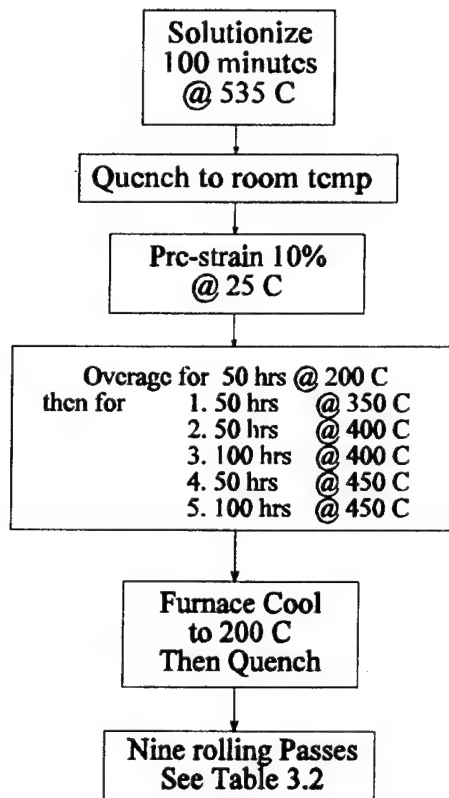 Solutionize
100 minutes
@ 535 C
Quench to room temp
Pre-strain 10%
@ 25 C
Overage for 50 hrs @ 200 C
then for 1. 50 hrs @ 350 C
2. 50 hrs @ 400 C
3. 100 hrs @ 400 C
4. 50 hrs @ 450 C
5. 100 hrs @ 450 C
Furnace Cool
to 200 C
Then Quench
Nine rolling Passes
See Table 3.2